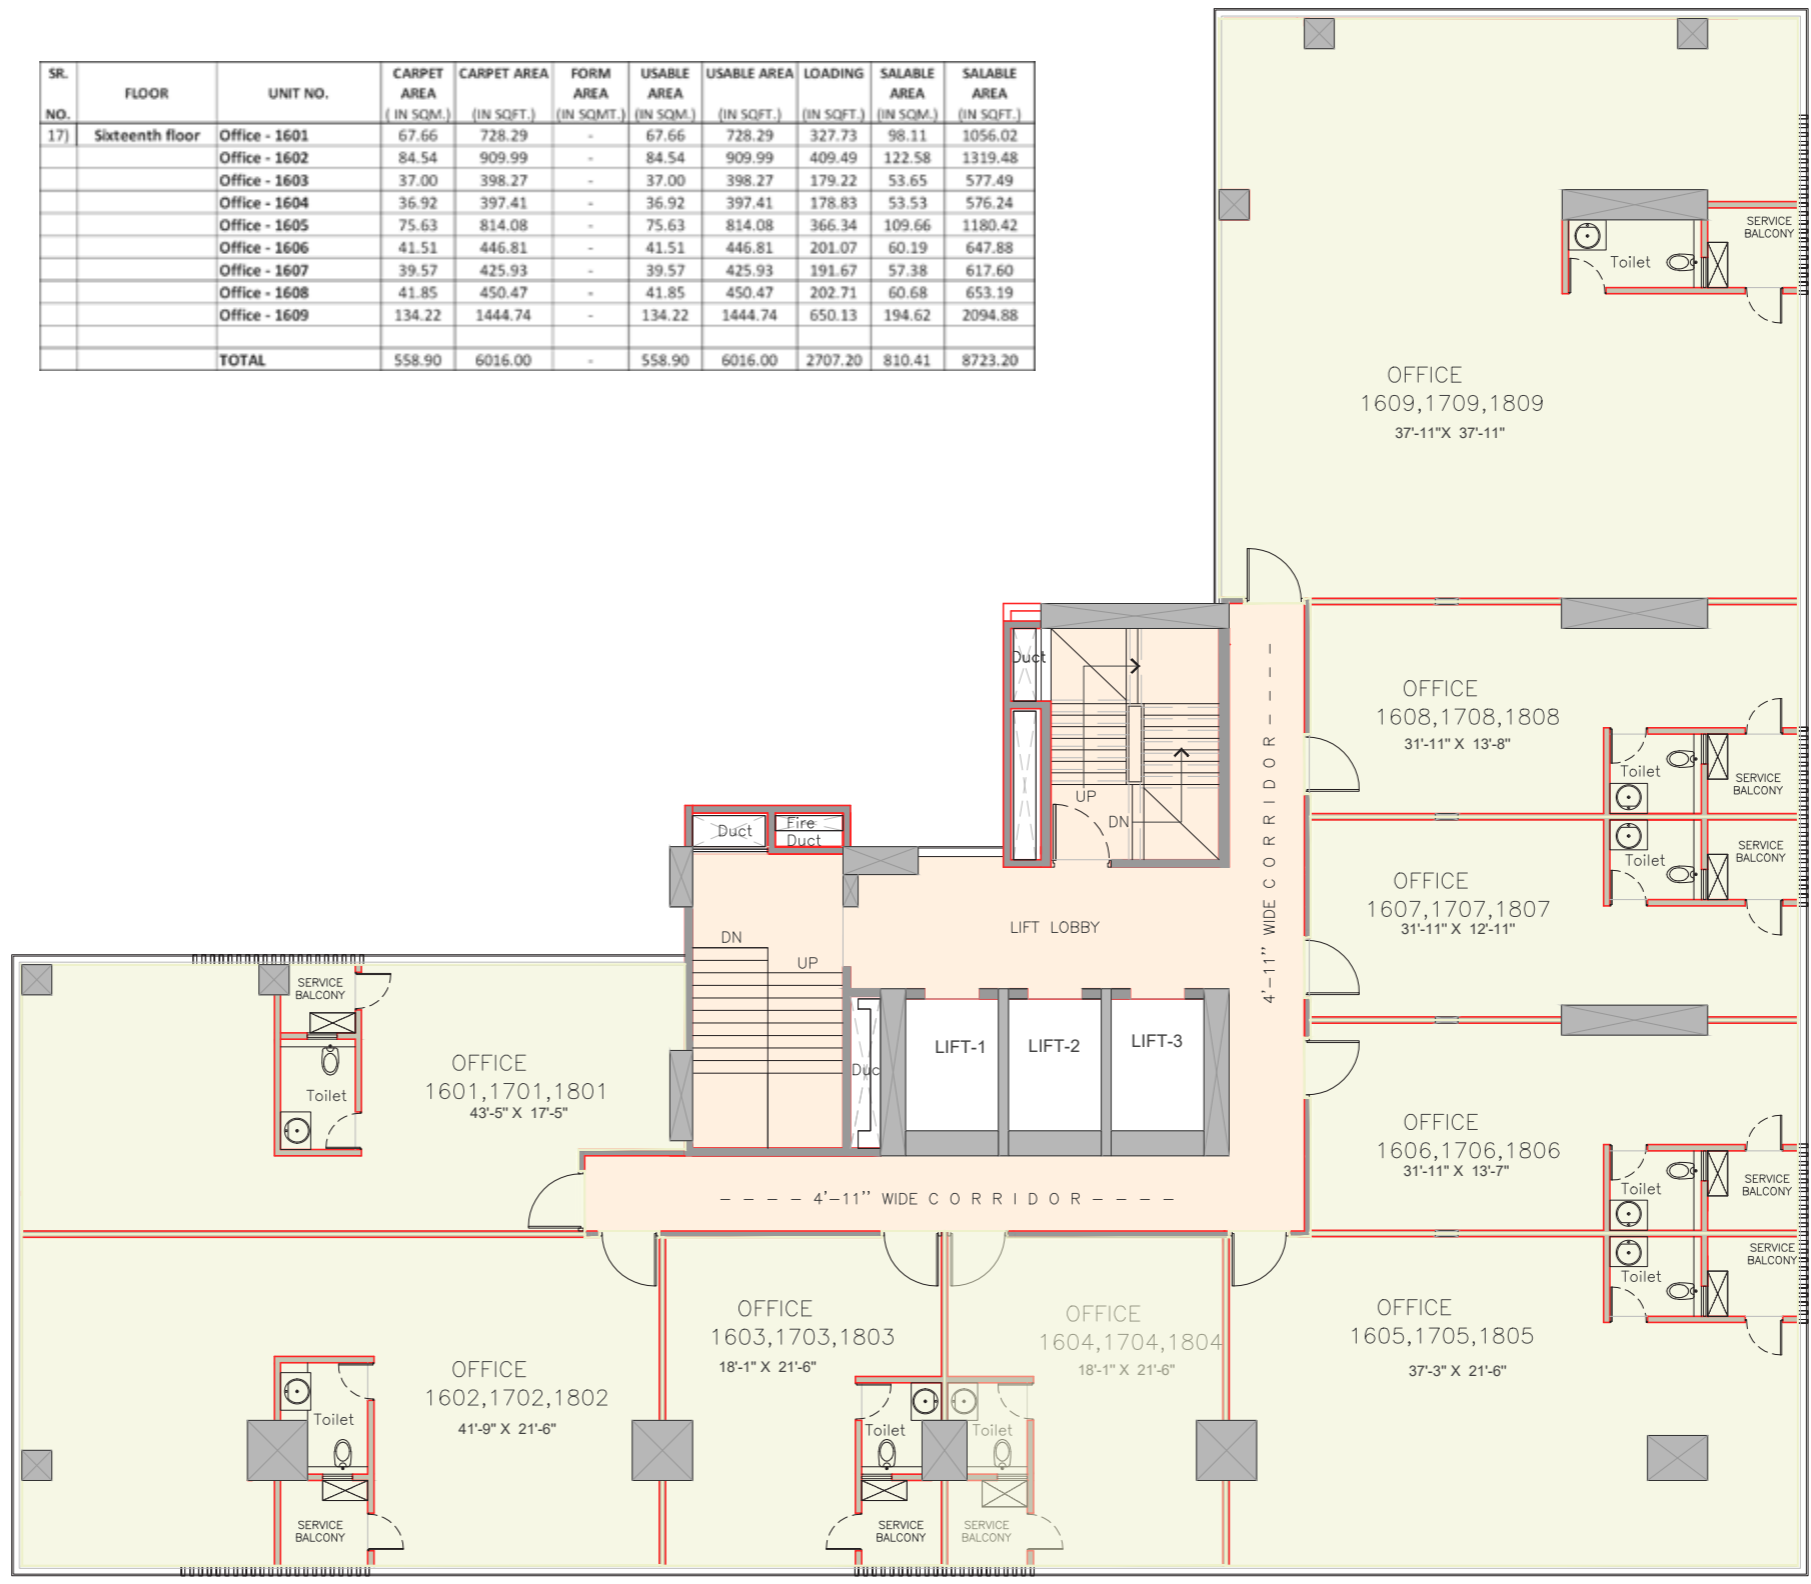 SR. NO. FLOOR UNIT NO. CARPET AREA ( IN SQM.) CARPET AREA (IN SQFT.) FORM AREA (IN SQMT.) USABLE AREA (IN SQM.) USABLE AREA (IN SQFT.) LOADING (IN SQFT.) SALABLE AREA (IN SQM.) SALABLE AREA (IN SQFT.)
17) Sixteenth floor Office - 1601 67.66 728.29 - 67.66 728.29 327.73 98.11 1056.02
Office - 1602 84.54 909.99 - 84.54 909.99 409.49 122.58 1319.48
Office - 1603 37.00 398.27 - 37.00 398.27 179.22 53.65 577.49
Office - 1604 36.92 397.41 - 36.92 397.41 178.83 53.53 576.24
Office - 1605 75.63 814.08 - 75.63 814.08 366.34 109.66 1180.42
Office - 1606 41.51 446.81 - 41.51 446.81 201.07 60.19 647.88
Office - 1607 39.57 425.93 - 39.57 425.93 191.67 57.38 617.60
Office - 1608 41.85 450.47 - 41.85 450.47 202.71 60.68 653.19
Office - 1609 134.22 1444.74 - 134.22 1444.74 650.13 194.62 2094.88
TOTAL 558.90 6016.00 - 558.90 6016.00 2707.20 810.41 8723.20
SERVICE
BALCONY
Toilet
OFFICE
1609,1709,1809
37'-11"X 37'-11"
Duct
UP
DN
4'-11" WIDE C O R R I D O R
OFFICE
1608,1708,1808
31'-11" X 13'-8"
Toilet
SERVICE
BALCONY
Duct
Fire
Duct
Toilet
SERVICE
BALCONY
OFFICE
1607,1707,1807
31'-11" X 12'-11"
LIFT LOBBY
DN
UP
SERVICE
BALCONY
Toilet
OFFICE
1601,1701,1801
43'-5" X 17'-5"
Duc
LIFT-1
LIFT-2
LIFT-3
OFFICE
1606,1706,1806
31'-11" X 13'-7"
Toilet
SERVICE
BALCONY
- - - - 4'-11'' WIDE C O R R I D O R - - - -
Toilet
SERVICE
BALCONY
OFFICE
1602,1702,1802
41'-9" X 21'-6"
Toilet
SERVICE
BALCONY
OFFICE
1603,1703,1803
18'-1" X 21'-6"
Toilet
SERVICE
BALCONY
OFFICE
1604,1704,1804
18'-1" X 21'-6"
Toilet
SERVICE
BALCONY
OFFICE
1605,1705,1805
37'-3" X 21'-6"